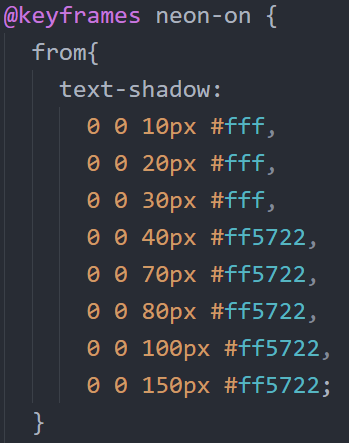 @keyframes neon-on {
from{
text-shadow:
0 0 10px #fff,
0 0 20px #fff,
0 0 30px #fff,
0 0 40px #ff5722,
0 0 70px #ff5722,
0 0 80px #ff5722,
0 0 100px #ff5722,
0 0 150px #ff5722;
}